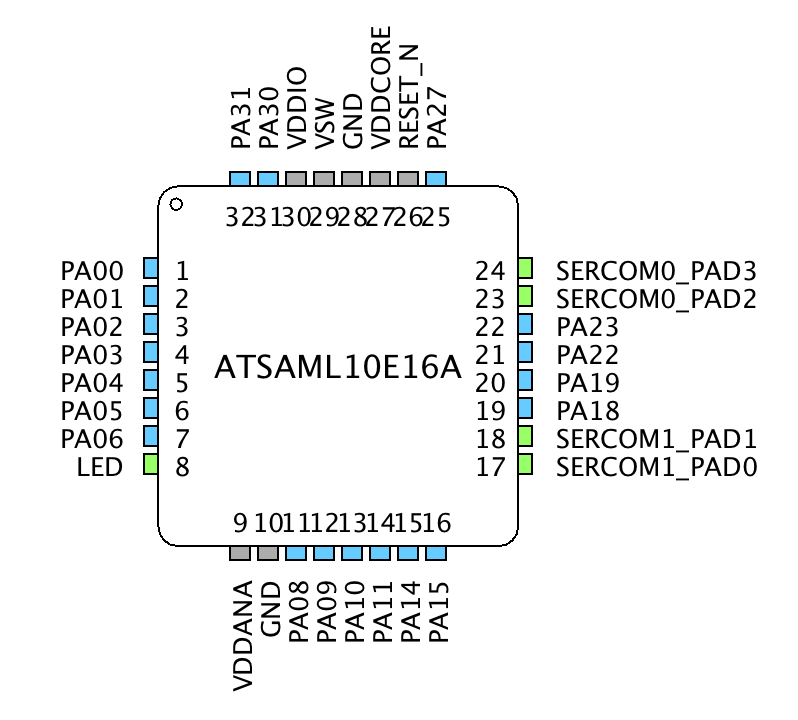 PA31 PA30 VDDIO VSW GND VDDCORE RESET_N PA27
32 31 30 29 28 27 26 25
PA00 1 24 SERCOM0_PAD3
PA01 2 23 SERCOM0_PAD2
PA02 3 22 PA23
PA03 4 21 PA22
ATSAML10E16A
PA04 5 20 PA19
PA05 6 19 PA18
PA06 7 18 SERCOM1_PAD1
LED 8 17 SERCOM1_PAD0
9 10 11 12 13 14 15 16
VDDANA GND PA08 PA09 PA10 PA11 PA14 PA15